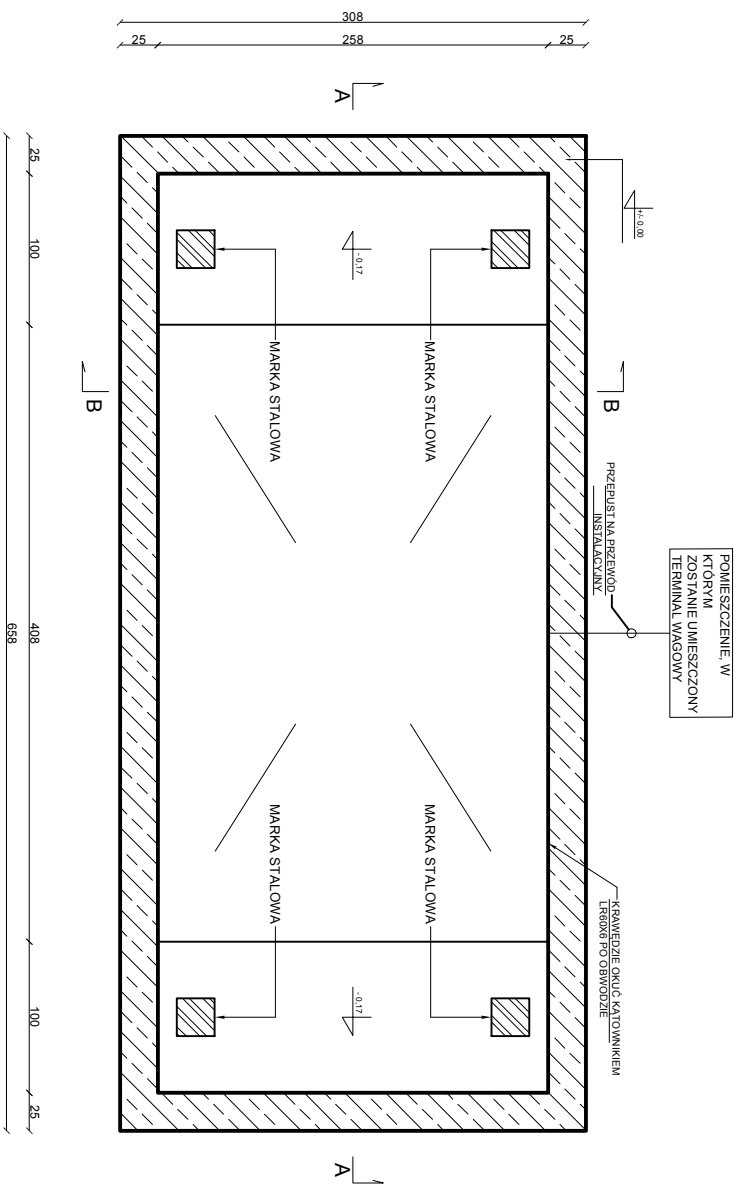 308
25
258
25
A
A
25
100
408
100
25
658
+/- 0,00
- 0,17
- 0,17
MARKA STALOWA
MARKA STALOWA
MARKA STALOWA
MARKA STALOWA
B
B
PRZEPUST NA PRZEWÓD
INSTALACYJNY
POMIESZCZENIE, W
KTÓRYM
ZOSTANIE UMIESZCZONY
TERMINAL WAGOWY
KRAWĘDZIE OKUĆ KĄTOWNIKIEM
LR60X6 PO OBWODZIE